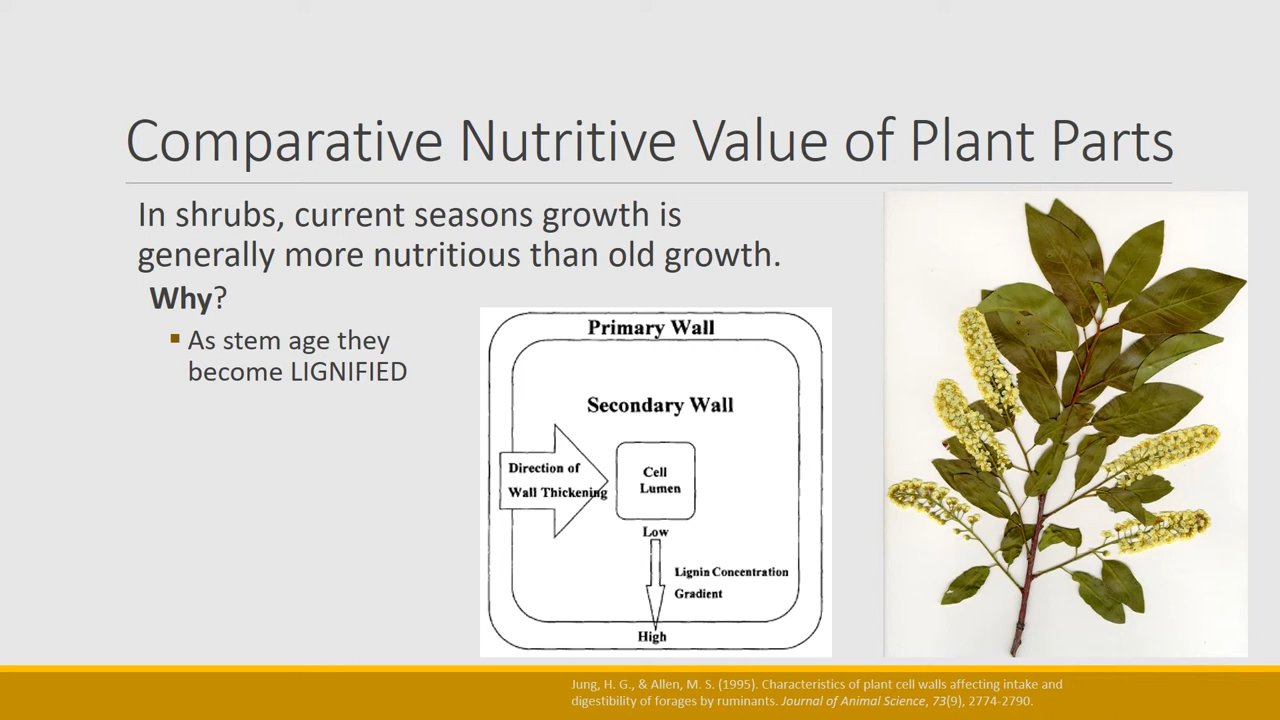 Comparative Nutritive Value of Plant Parts
In shrubs, current seasons growth is
generally more nutritious than old growth.
Why?
▪ As stem age they
become LIGNIFIED
Primary Wall
Secondary Wall
Direction of
Wall Thickening
Cell
Lumen
Low
Lignin Concentration
Gradient
High
Jung, H. G., & Allen, M. S. (1995). Characteristics of plant cell walls affecting intake and
digestibility of forages by ruminants. Journal of Animal Science, 73(9), 2774-2790.